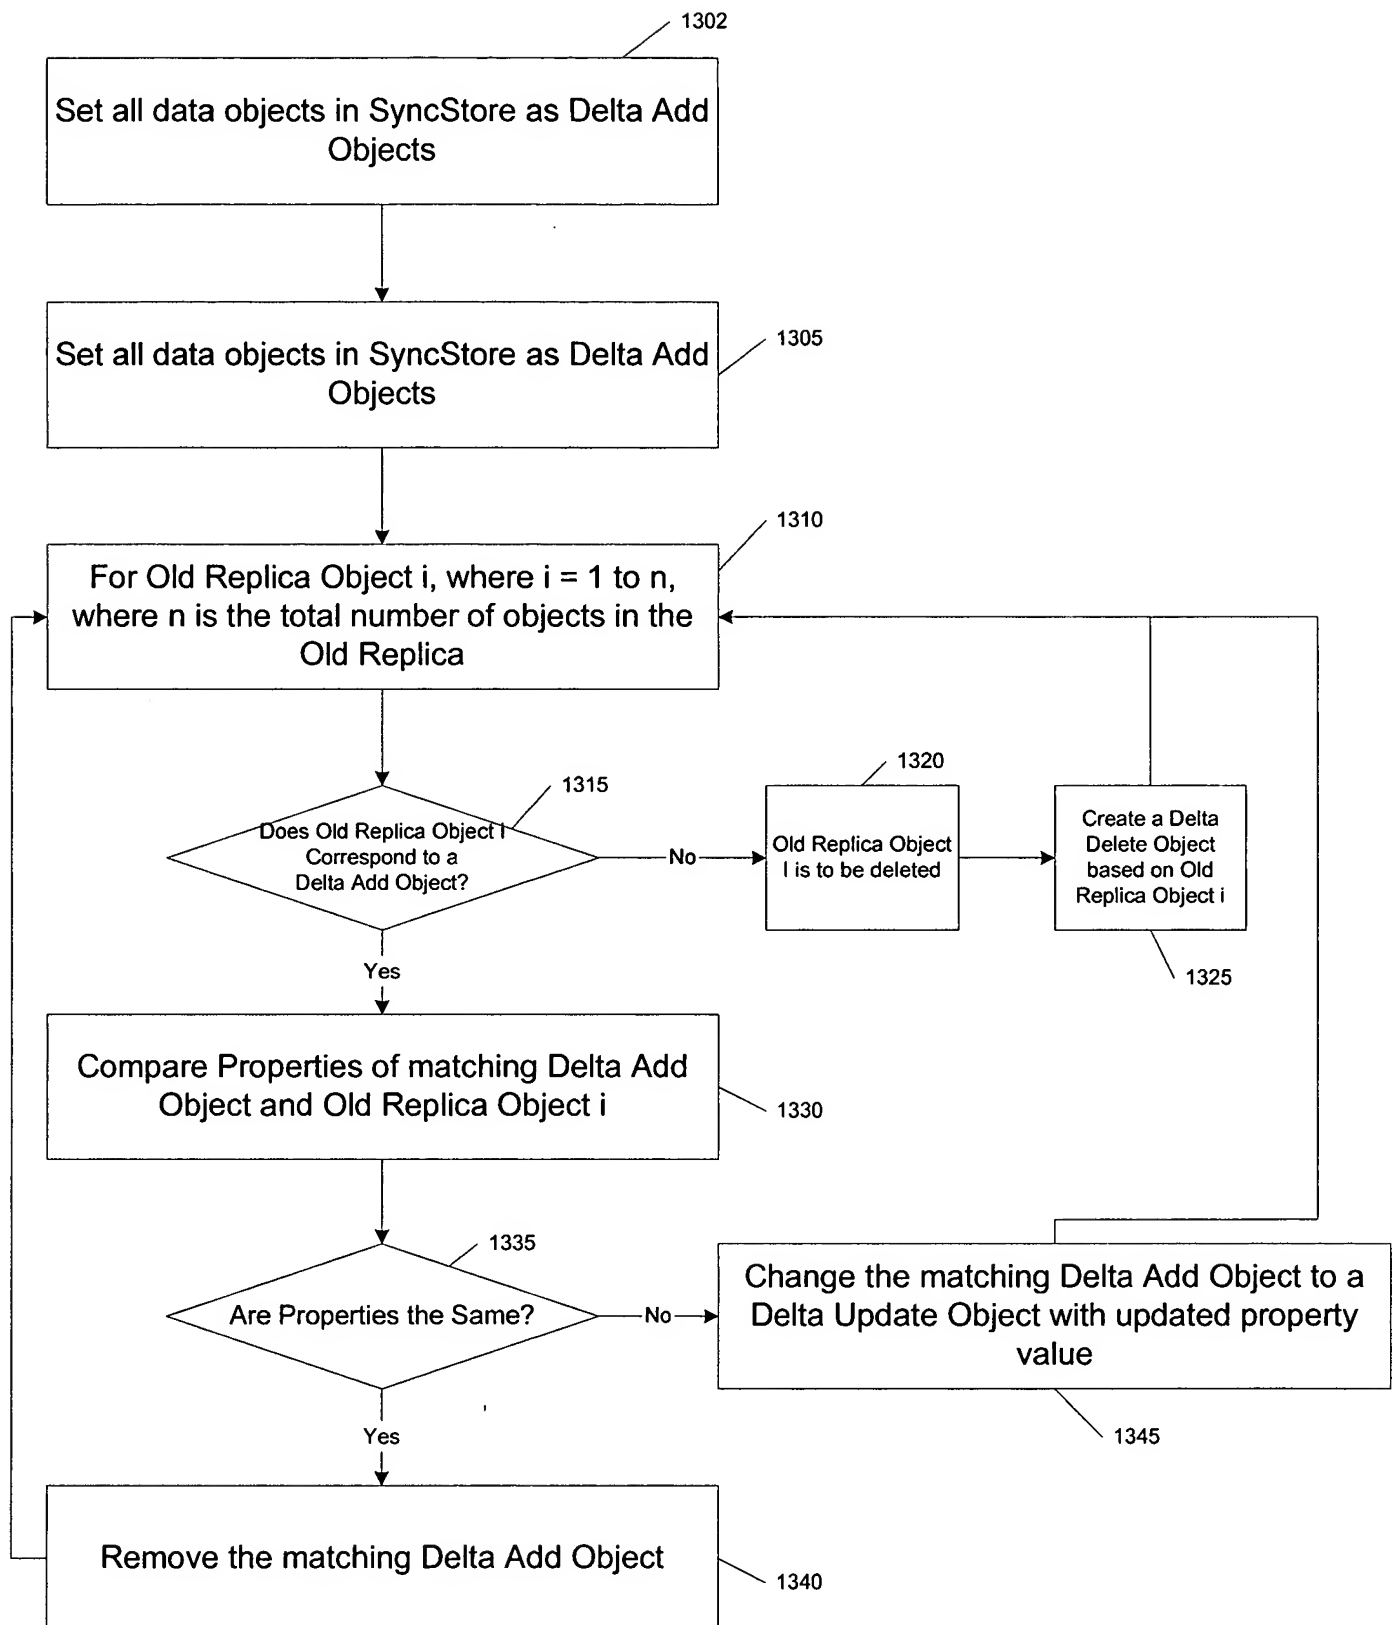 1302
Set all data objects in SyncStore as Delta Add
Objects
1305
Set all data objects in SyncStore as Delta Add
Objects
1310
For Old Replica Object i, where i = 1 to n,
where n is the total number of objects in the
Old Replica
1315
Does Old Replica Object I
Correspond to a
Delta Add Object?
No
1320
Old Replica Object
I is to be deleted
Create a Delta
Delete Object
based on Old
Replica Object i
1325
Yes
Compare Properties of matching Delta Add
Object and Old Replica Object i
1330
1335
Are Properties the Same?
No
Change the matching Delta Add Object to a
Delta Update Object with updated property
value
1345
Yes
Remove the matching Delta Add Object
1340